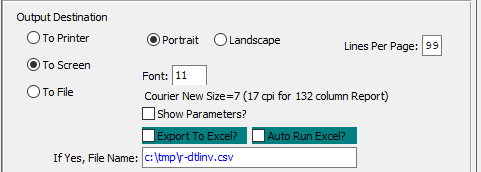 Output Destination
To Printer Portrait Landscape Lines Per Page: 99
To Screen
Font: 11
To File
Courier New Size=7 (17 cpi for 132 column Report)
Show Parameters?
Export To Excel? Auto Run Excel?
If Yes, File Name: c:\tmp\r-dtlinv.csv